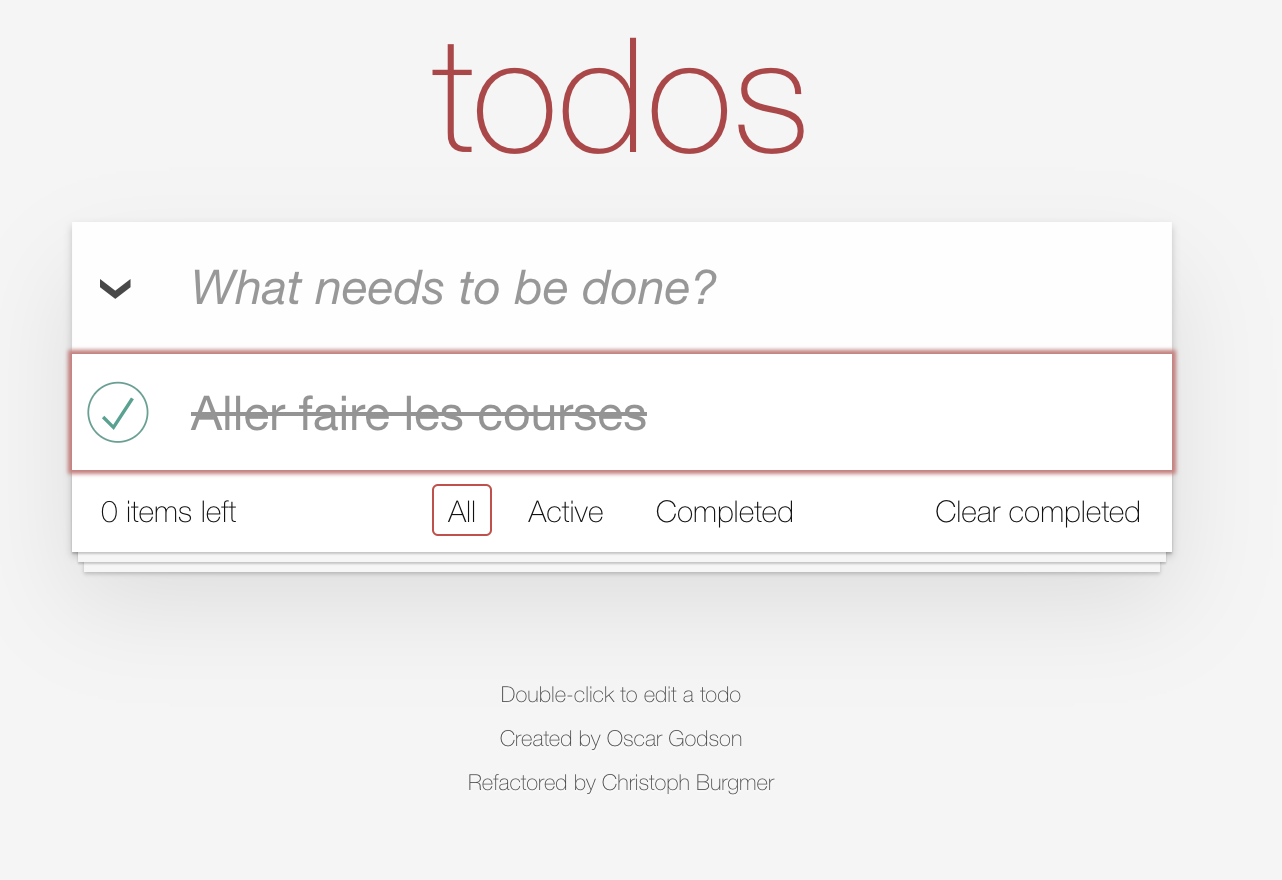 todos
What needs to be done?
Aller faire les courses
0 items left All Active Completed Clear completed
Double-click to edit a todo
Created by Oscar Godson
Refactored by Christoph Burgmer